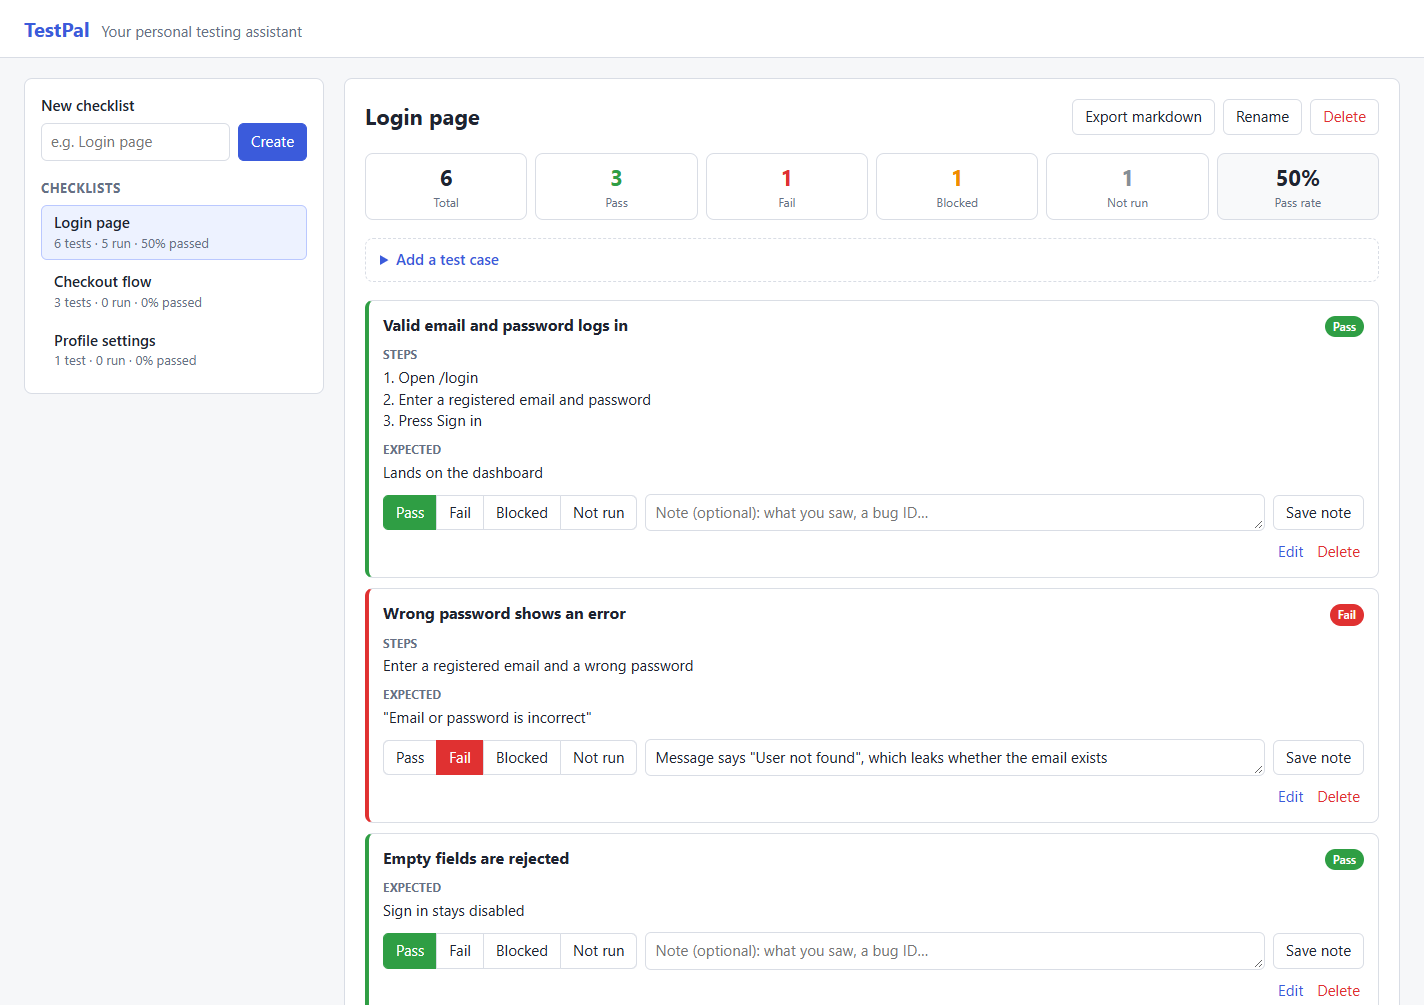 TestPal Your personal testing assistant
New checklist
e.g. Login page
Create
CHECKLISTS
Login page
6 tests · 5 run · 50% passed
Checkout flow
3 tests · 0 run · 0% passed
Profile settings
1 test · 0 run · 0% passed
Login page
Export markdown Rename Delete
6 3 1 1 1 50%
Total Pass Fail Blocked Not run Pass rate
Add a test case
Valid email and password logs in Pass
STEPS
1. Open /login
2. Enter a registered email and password
3. Press Sign in
EXPECTED
Lands on the dashboard
Pass Fail Blocked Not run Note (optional): what you saw, a bug ID... Save note
Edit Delete
Wrong password shows an error Fail
STEPS
Enter a registered email and a wrong password
EXPECTED
"Email or password is incorrect"
Pass Fail Blocked Not run Message says "User not found", which leaks whether the email exists Save note
Edit Delete
Empty fields are rejected Pass
EXPECTED
Sign in stays disabled
Pass Fail Blocked Not run Note (optional): what you saw, a bug ID... Save note
Edit Delete